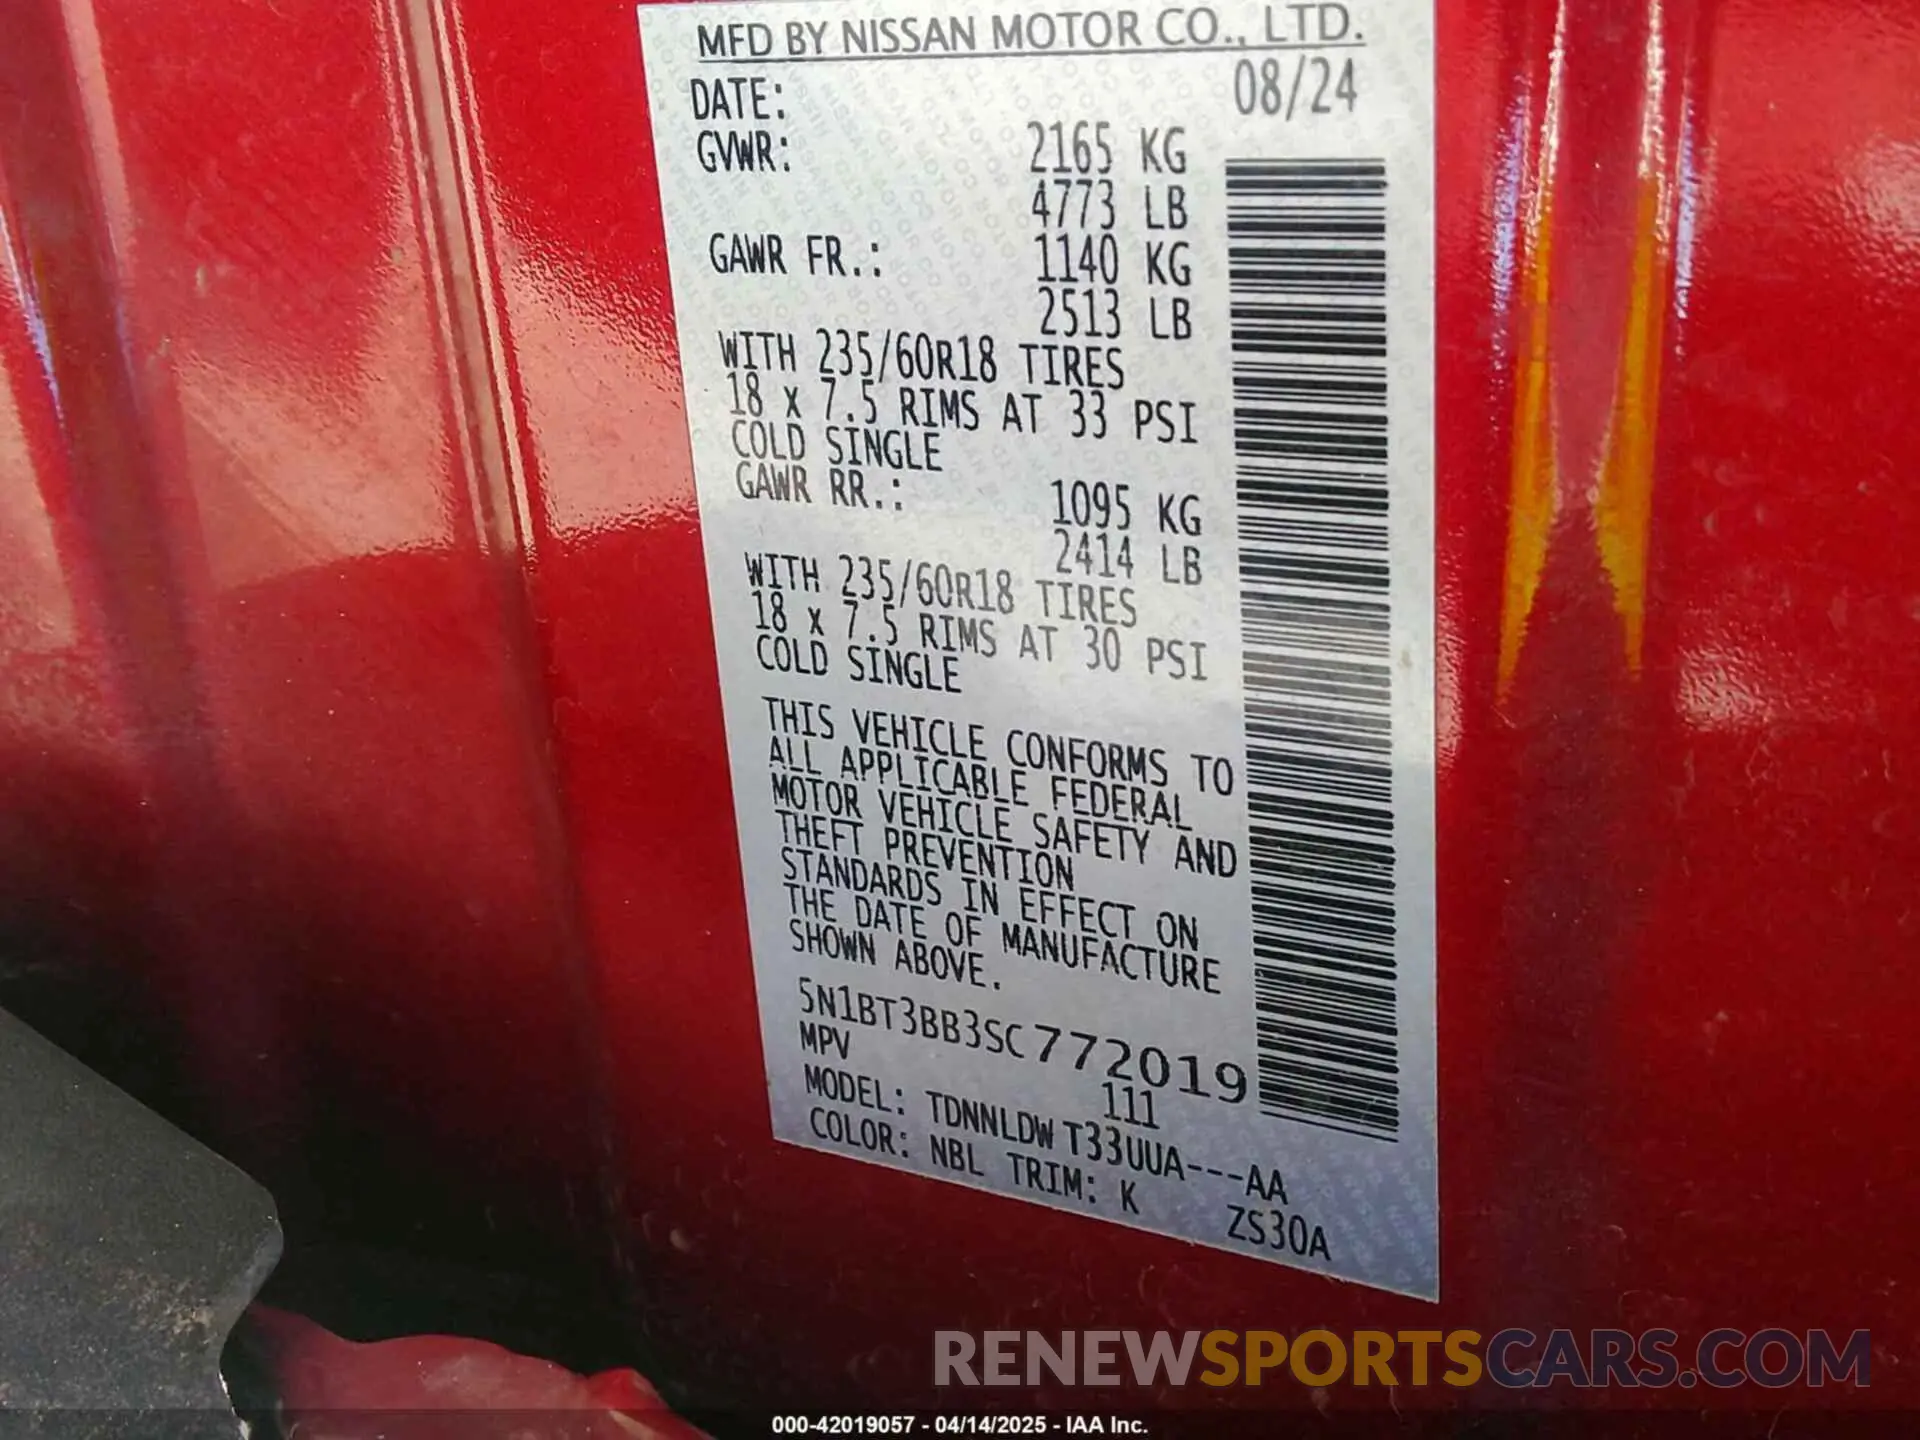 MFD BY NISSAN MOTOR CO., LTD.
DATE: 08/24
GVWR: 2165 KG
4773 LB
GAWR FR.: 1140 KG
2513 LB
WITH 235/60R18 TIRES
18 x 7.5 RIMS AT 33 PSI
COLD SINGLE
GAWR RR.: 1095 KG
2414 LB
WITH 235/60R18 TIRES
18 x 7.5 RIMS AT 30 PSI
COLD SINGLE
THIS VEHICLE CONFORMS TO
ALL APPLICABLE FEDERAL
MOTOR VEHICLE SAFETY AND
THEFT PREVENTION
STANDARDS IN EFFECT ON
THE DATE OF MANUFACTURE
SHOWN ABOVE.
5N1BT3BB3SC772019
MPV 111
MODEL: TDNNLDW T33UUA---AA
COLOR: NBL TRIM: K ZS30A
RENEWSPORTSCARS.COM
000-42019057 - 04/14/2025 - IAA Inc.